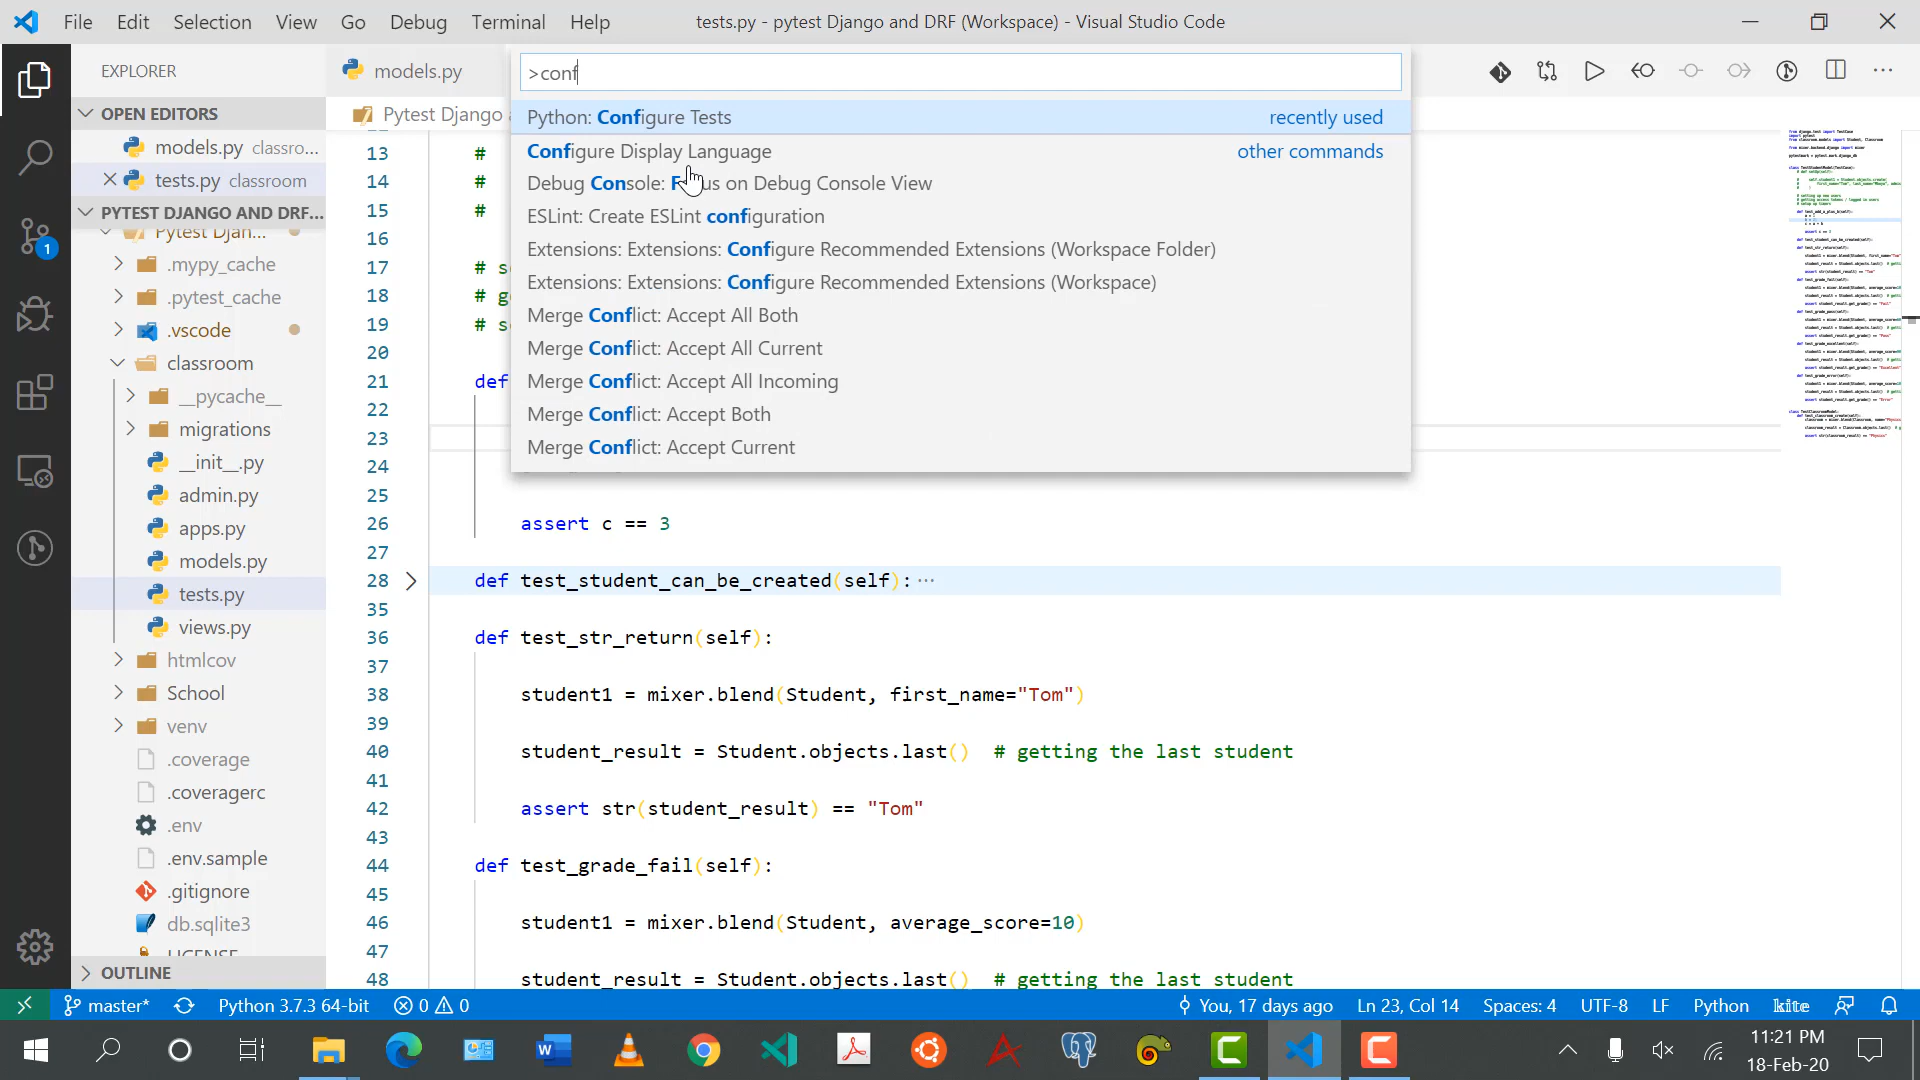 File Edit Selection View Go Debug Terminal Help
tests.py - pytest Django and DRF (Workspace) - Visual Studio Code
EXPLORER
models.py
>conf
OPEN EDITORS
models.py classro...
tests.py classroom
PYTEST DJANGO AND DRF...
Pytest Djan...
.mypy_cache
.pytest_cache
.vscode
classroom
__pycache__
migrations
__init__.py
admin.py
apps.py
models.py
tests.py
views.py
htmlcov
School
venv
.coverage
.coveragerc
.env
.env.sample
.gitignore
db.sqlite3
LICENSE
OUTLINE
1
Pytest Django
Python: Configure Tests recently used
Configure Display Language other commands
Debug Console: Focus on Debug Console View
ESLint: Create ESLint configuration
Extensions: Extensions: Configure Recommended Extensions (Workspace Folder)
Extensions: Extensions: Configure Recommended Extensions (Workspace)
Merge Conflict: Accept All Both
Merge Conflict: Accept All Current
Merge Conflict: Accept All Incoming
Merge Conflict: Accept Both
Merge Conflict: Accept Current
13 #
14 #
15 #
16
17 # s
18 # g
19 # s
20
21 def
22
23
24
25
26 assert c == 3
27
28 def test_student_can_be_created(self):...
35
36 def test_str_return(self):
37
38 student1 = mixer.blend(Student, first_name="Tom")
39
40 student_result = Student.objects.last() # getting the last student
41
42 assert str(student_result) == "Tom"
43
44 def test_grade_fail(self):
45
46 student1 = mixer.blend(Student, average_score=10)
47
48 student_result = Student.objects.last() # getting the last student
master* Python 3.7.3 64-bit 0 0 You, 17 days ago Ln 23, Col 14 Spaces: 4 UTF-8 LF Python kite
11:21 PM
18-Feb-20